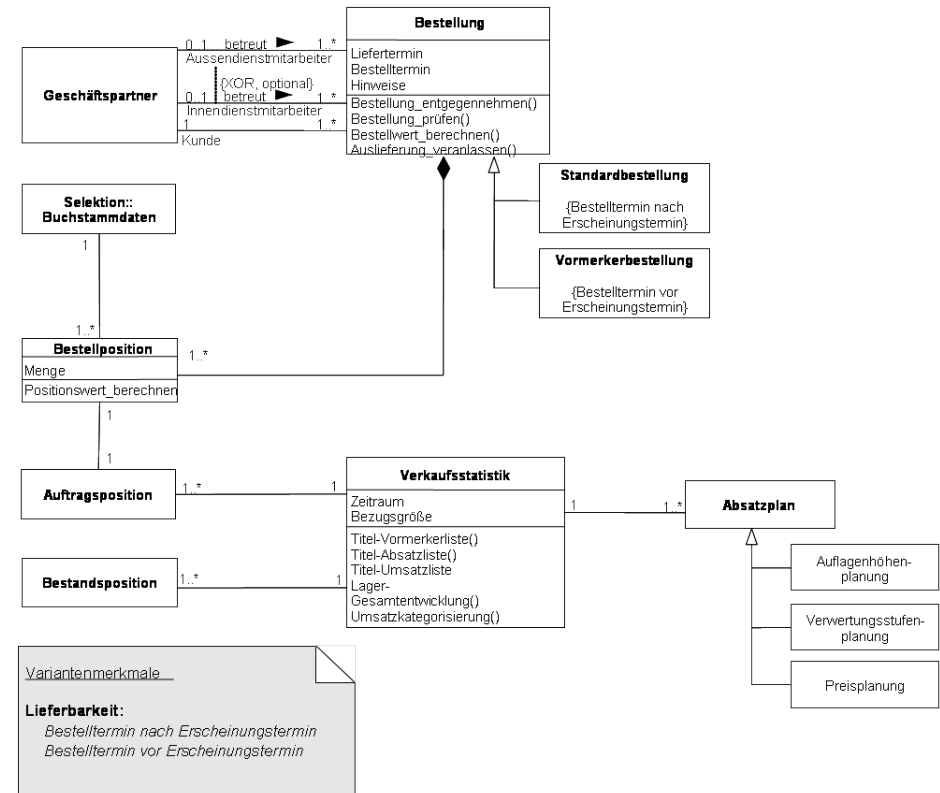 Bestellung
Liefertermin
Bestelltermin
Hinweise
Bestellung_entgegennehmen()
Bestellung_prüfen()
Bestellwert_berechnen()
Auslieferung_veranlassen()
Geschäftspartner
0..1 betreut 1..*
Aussendienstmitarbeiter
{XOR, optional}
0..1 betreut 1..*
Innendienstmitarbeiter
1 1..*
Kunde
Standardbestellung
{Bestelltermin nach
Erscheinungstermin}
Vormerkerbestellung
{Bestelltermin vor
Erscheinungstermin}
Selektion::
Buchstammdaten
1
1..*
Bestellposition
Menge
Positionswert_berechnen
1..*
1
1
Auftragsposition
1..* 1
Bestandsposition
1..* 1
Verkaufsstatistik
Zeitraum
Bezugsgröße
Titel-Vormerkerliste()
Titel-Absatzliste()
Titel-Umsatzliste
Lager-
Gesamtentwicklung()
Umsatzkategorisierung()
1 1..*
Absatzplan
Auflagenhöhen-
planung
Verwertungsstufen-
planung
Preisplanung
Variantenmerkmale
Lieferbarkeit:
Bestelltermin nach Erscheinungstermin
Bestelltermin vor Erscheinungstermin